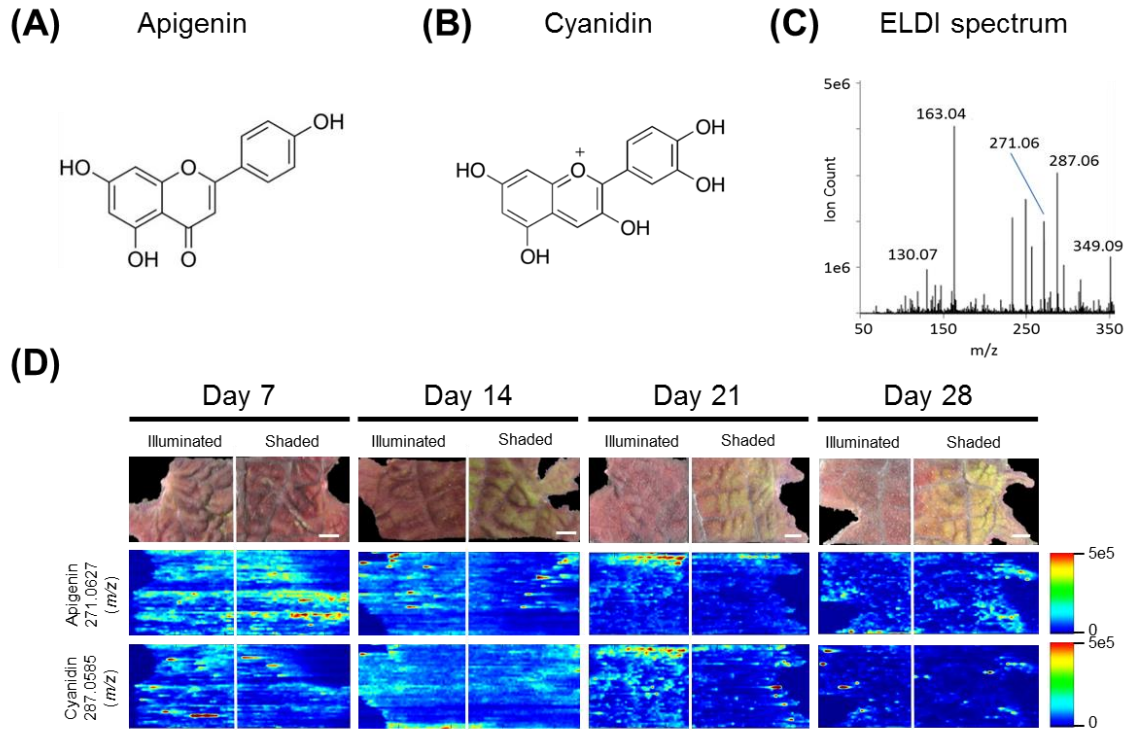 (A) Apigenin
(B) Cyanidin
(C) ELDI spectrum
OH
HO
O
OH O
O
+
HO
OH
OH
OH
OH
5e6
163.04
271.06
287.06
Ion Count
130.07
349.09
1e6
50 150 250 350
m/z
(D)
Day 7 Day 14 Day 21 Day 28
Illuminated Shaded Illuminated Shaded Illuminated Shaded Illuminated Shaded
Apigenin
271.0627
(m/z)
5e5
0
Cyanidin
287.0585
(m/z)
5e5
0